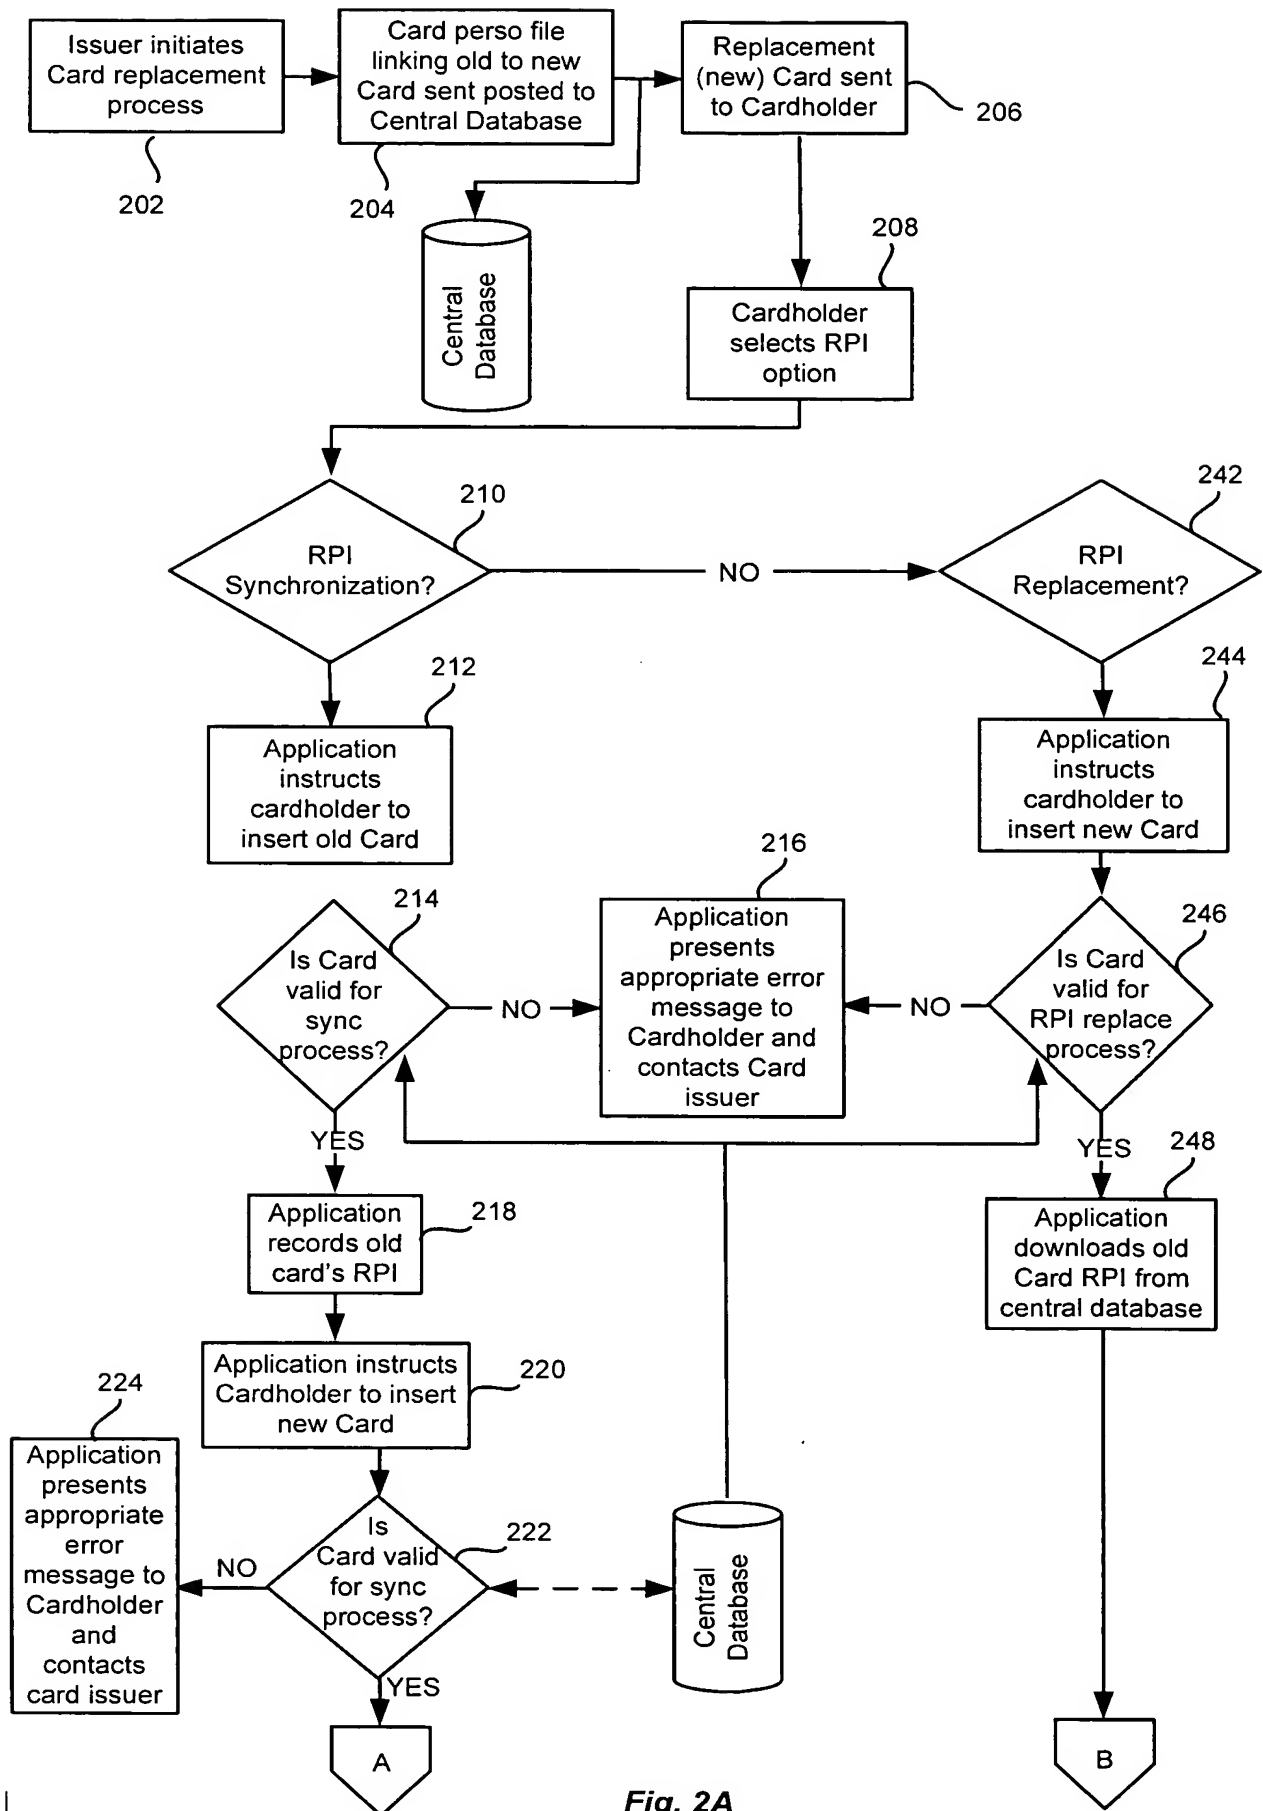 Issuer initiates
Card replacement
process
202
Card perso file
linking old to new
Card sent posted to
Central Database
204
Replacement
(new) Card sent
to Cardholder
206
Central
Database
208
Cardholder
selects RPI
option
210
RPI
Synchronization?
NO
242
RPI
Replacement?
212
Application
instructs
cardholder to
insert old Card
244
Application
instructs
cardholder to
insert new Card
214
Is Card
valid for
sync
process?
NO
216
Application
presents
appropriate error
message to
Cardholder and
contacts Card
issuer
NO
246
Is Card
valid for
RPI replace
process?
YES
YES
218
Application
records old
card's RPI
248
Application
downloads old
Card RPI from
central database
220
Application instructs
Cardholder to insert
new Card
224
Application
presents
appropriate
error
message to
Cardholder
and
contacts
card issuer
NO
222
Is
Card valid
for sync
process?
Central
Database
YES
A
B
Fig. 2A